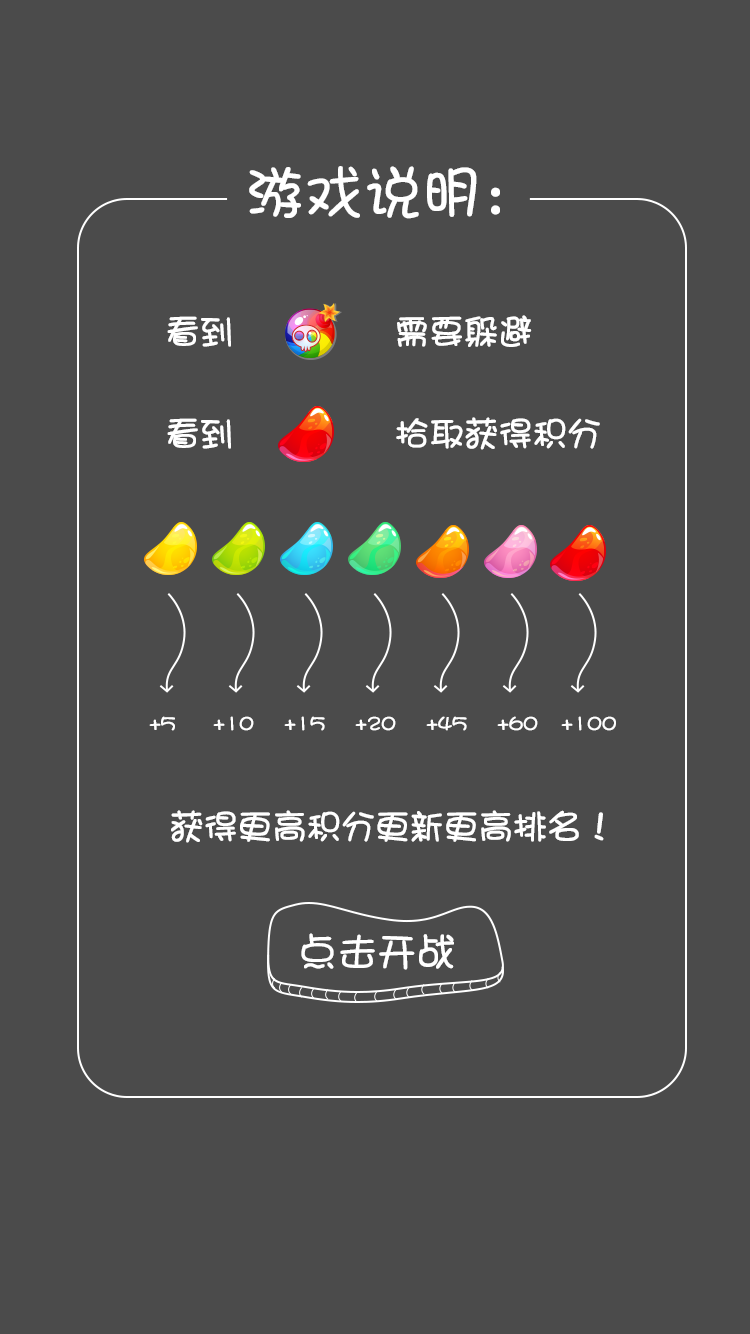 游戏说明：
看到 需要躲避
看到 拾取获得积分
+5 +10 +15 +20 +45 +60 +100
获得更高积分更新更高排名！
点击开战